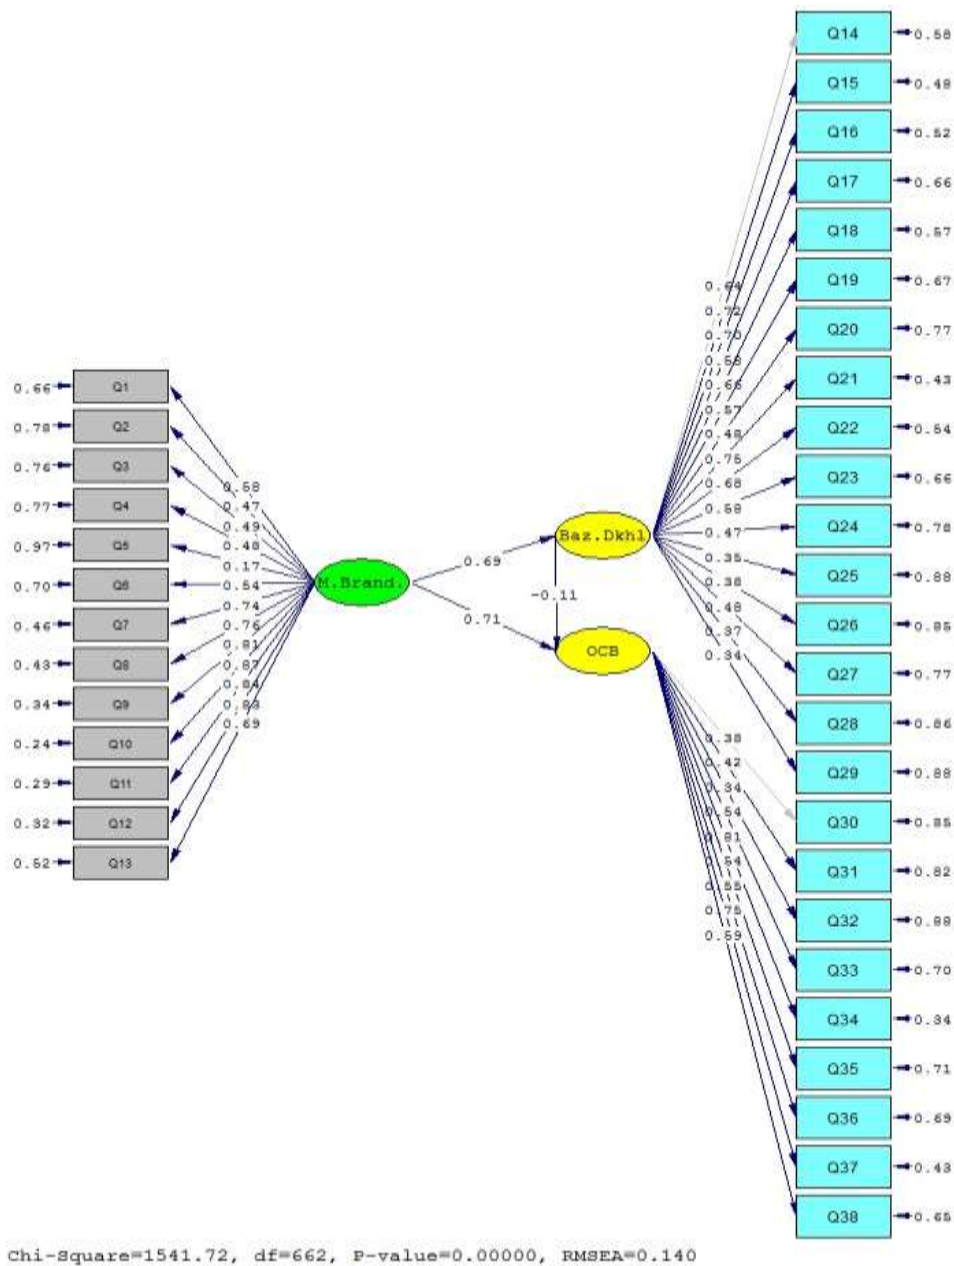 Q14 0.58
Q15 0.48
Q16 0.52
Q17 0.66
Q18 0.57
Q19 0.67
Q20 0.77
Q21 0.43
Q22 0.54
Q23 0.66
Q24 0.78
Q25 0.88
Q26 0.85
Q27 0.77
Q28 0.86
Q29 0.88
Q30 0.85
Q31 0.82
Q32 0.88
Q33 0.70
Q34 0.34
Q35 0.71
Q36 0.69
Q37 0.43
Q38 0.65
0.64
0.72
0.70
0.58
0.66
0.57
0.48
0.75
0.68
0.58
0.47
0.35
0.38
0.48
0.37
0.34
0.38
0.42
0.34
0.54
0.81
0.54
0.55
0.75
0.59
0.66 Q1
0.78 Q2
0.76 Q3
0.77 Q4
0.97 Q5
0.70 Q6
0.46 Q7
0.43 Q8
0.34 Q9
0.24 Q10
0.29 Q11
0.32 Q12
0.52 Q13
0.58
0.47
0.49
0.48
0.17
0.54
0.74
0.76
0.81
0.87
0.84
0.83
0.69
M.Brand.
0.69
0.71
Baz.Dkhl
-0.11
OCB
Chi-Square=1541.72, df=662, P-value=0.00000, RMSEA=0.140